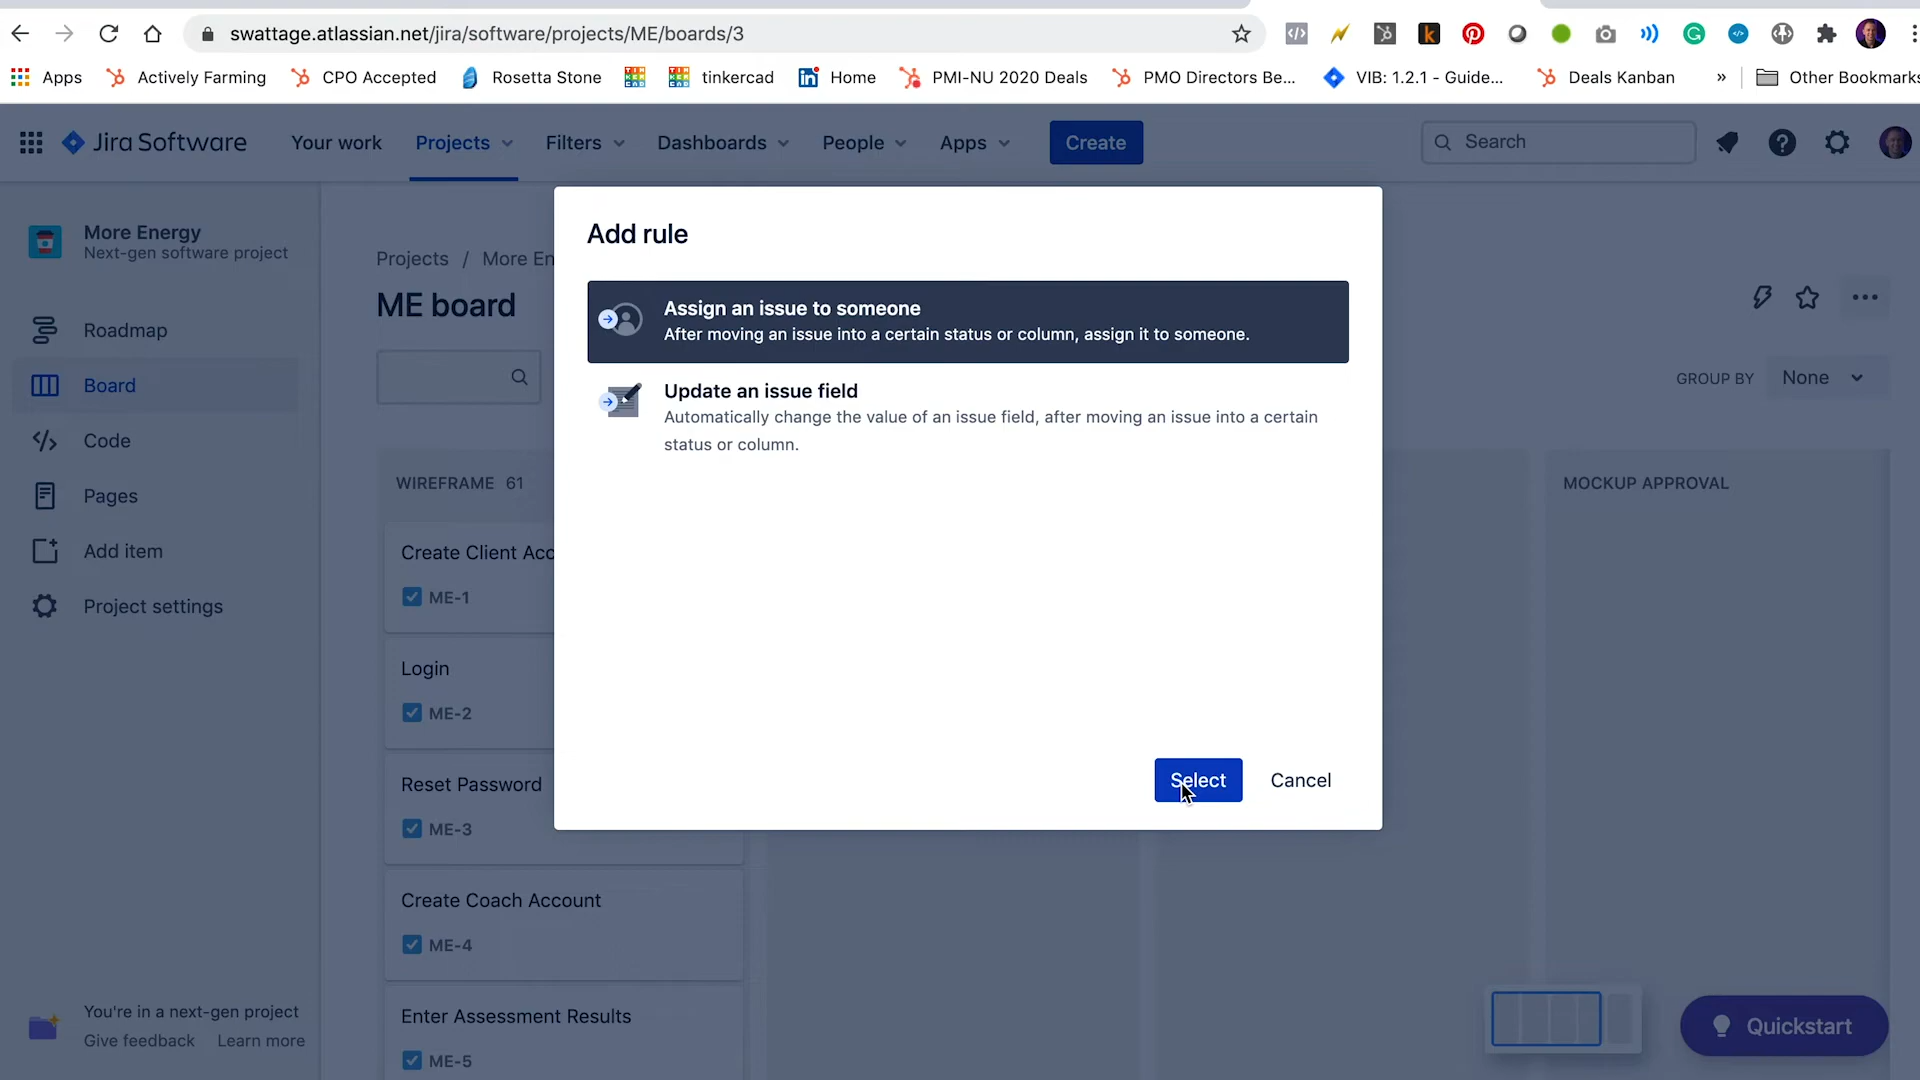 swattage.atlassian.net/jira/software/projects/ME/boards/3
Apps
Actively Farming
CPO Accepted
Rosetta Stone
tinkercad
Home
PMI-NU 2020 Deals
PMO Directors Be...
VIB: 1.2.1 - Guide...
Deals Kanban
»
Other Bookmarks
Jira Software
Your work
Projects
Filters
Dashboards
People
Apps
Create
Search
More Energy
Next-gen software project
Roadmap
Board
Code
Pages
Add item
Project settings
You're in a next-gen project
Give feedback
Learn more
Projects / More En
ME board
GROUP BY
None
WIREFRAME 61
Create Client Acc
ME-1
Login
ME-2
Reset Password
ME-3
Create Coach Account
ME-4
Enter Assessment Results
ME-5
MOCKUP APPROVAL
Add rule
Assign an issue to someone
After moving an issue into a certain status or column, assign it to someone.
Update an issue field
Automatically change the value of an issue field, after moving an issue into a certain
status or column.
Select
Cancel
Quickstart